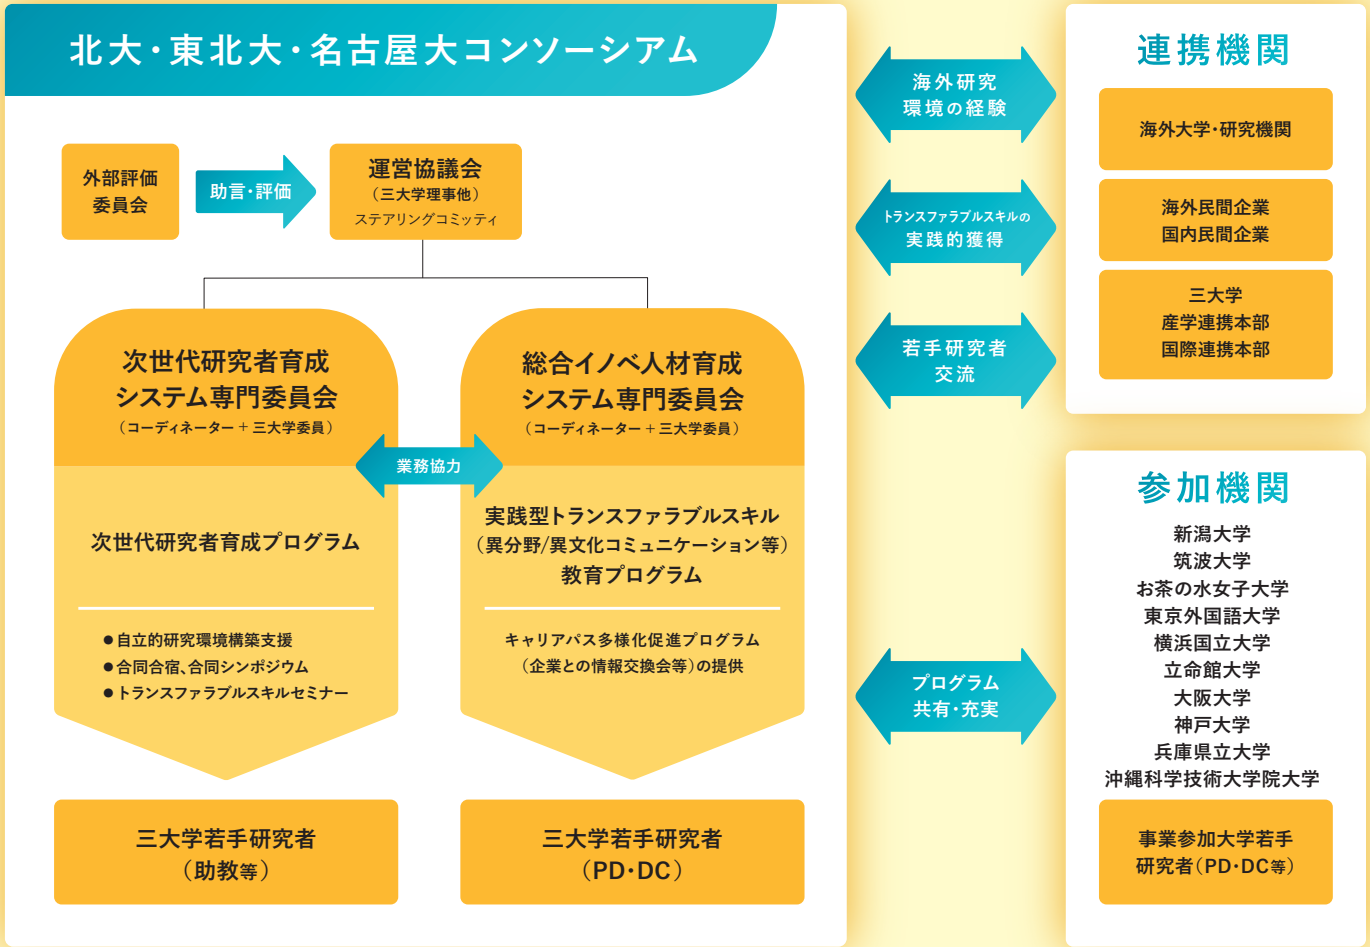 北大・東北大・名古屋大コンソーシアム
外部評価
委員会
助言・評価
運営協議会
（三大学理事他）
ステアリングコミッティ
次世代研究者育成
システム専門委員会
（コーディネーター + 三大学委員）
業務協力
総合イノベ人材育成
システム専門委員会
（コーディネーター + 三大学委員）
次世代研究者育成プログラム
●自立的研究環境構築支援
●合同合宿、合同シンポジウム
●トランスファラブルスキルセミナー
実践型トランスファラブルスキル
（異分野/異文化コミュニケーション等）
教育プログラム
キャリアパス多様化促進プログラム
（企業との情報交換会等）の提供
三大学若手研究者
（助教等）
三大学若手研究者
（PD・DC）
海外研究
環境の経験
トランスファラブルスキルの
実践的獲得
若手研究者
交流
プログラム
共有・充実
連携機関
海外大学・研究機関
海外民間企業
国内民間企業
三大学
産学連携本部
国際連携本部
参加機関
新潟大学
筑波大学
お茶の水女子大学
東京外国語大学
横浜国立大学
立命館大学
大阪大学
神戸大学
兵庫県立大学
沖縄科学技術大学院大学
事業参加大学若手
研究者（PD・DC等）